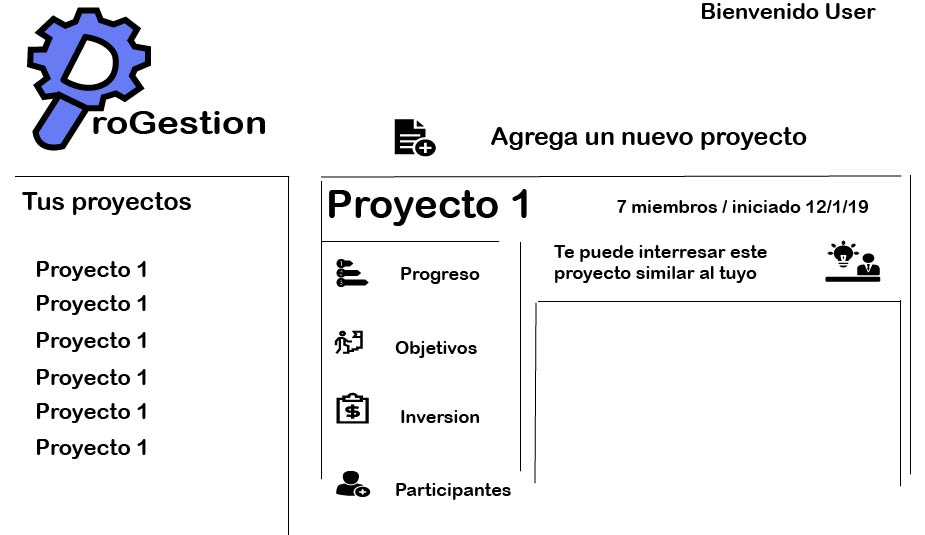 Bienvenido User
ProGestion
Agrega un nuevo proyecto
Tus proyectos
Proyecto 1
Proyecto 1
Proyecto 1
Proyecto 1
Proyecto 1
Proyecto 1
Proyecto 1
7 miembros / iniciado 12/1/19
Progreso
Objetivos
Inversion
Participantes
Te puede interresar este
proyecto similar al tuyo